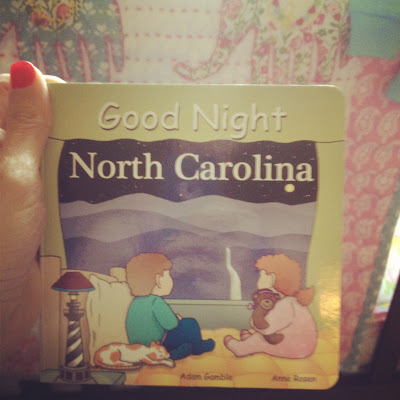 Good Night
North Carolina
Adam Gamble Anne Rosen